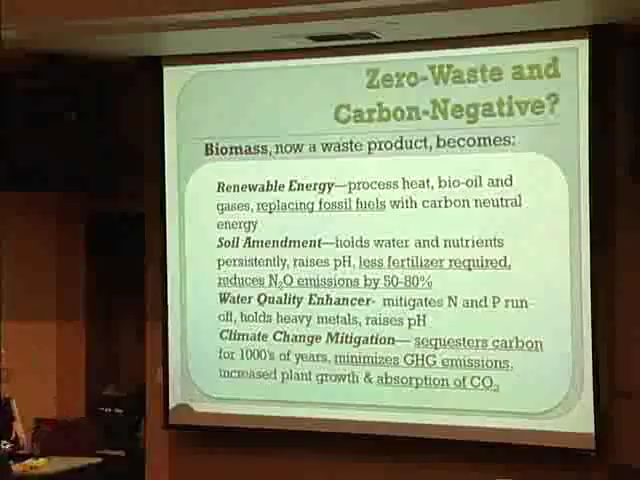 Zero-Waste and
Carbon-Negative?
Biomass, now a waste product, becomes:
Renewable Energy—process heat, bio-oil and
gases, replacing fossil fuels with carbon neutral
energy
Soil Amendment—holds water and nutrients
persistently, raises pH, less fertilizer required,
reduces N₂O emissions by 50-80%
Water Quality Enhancer- mitigates N and P run-
off, holds heavy metals, raises pH
Climate Change Mitigation— sequesters carbon
for 1000's of years, minimizes GHG emissions,
increased plant growth & absorption of CO₂